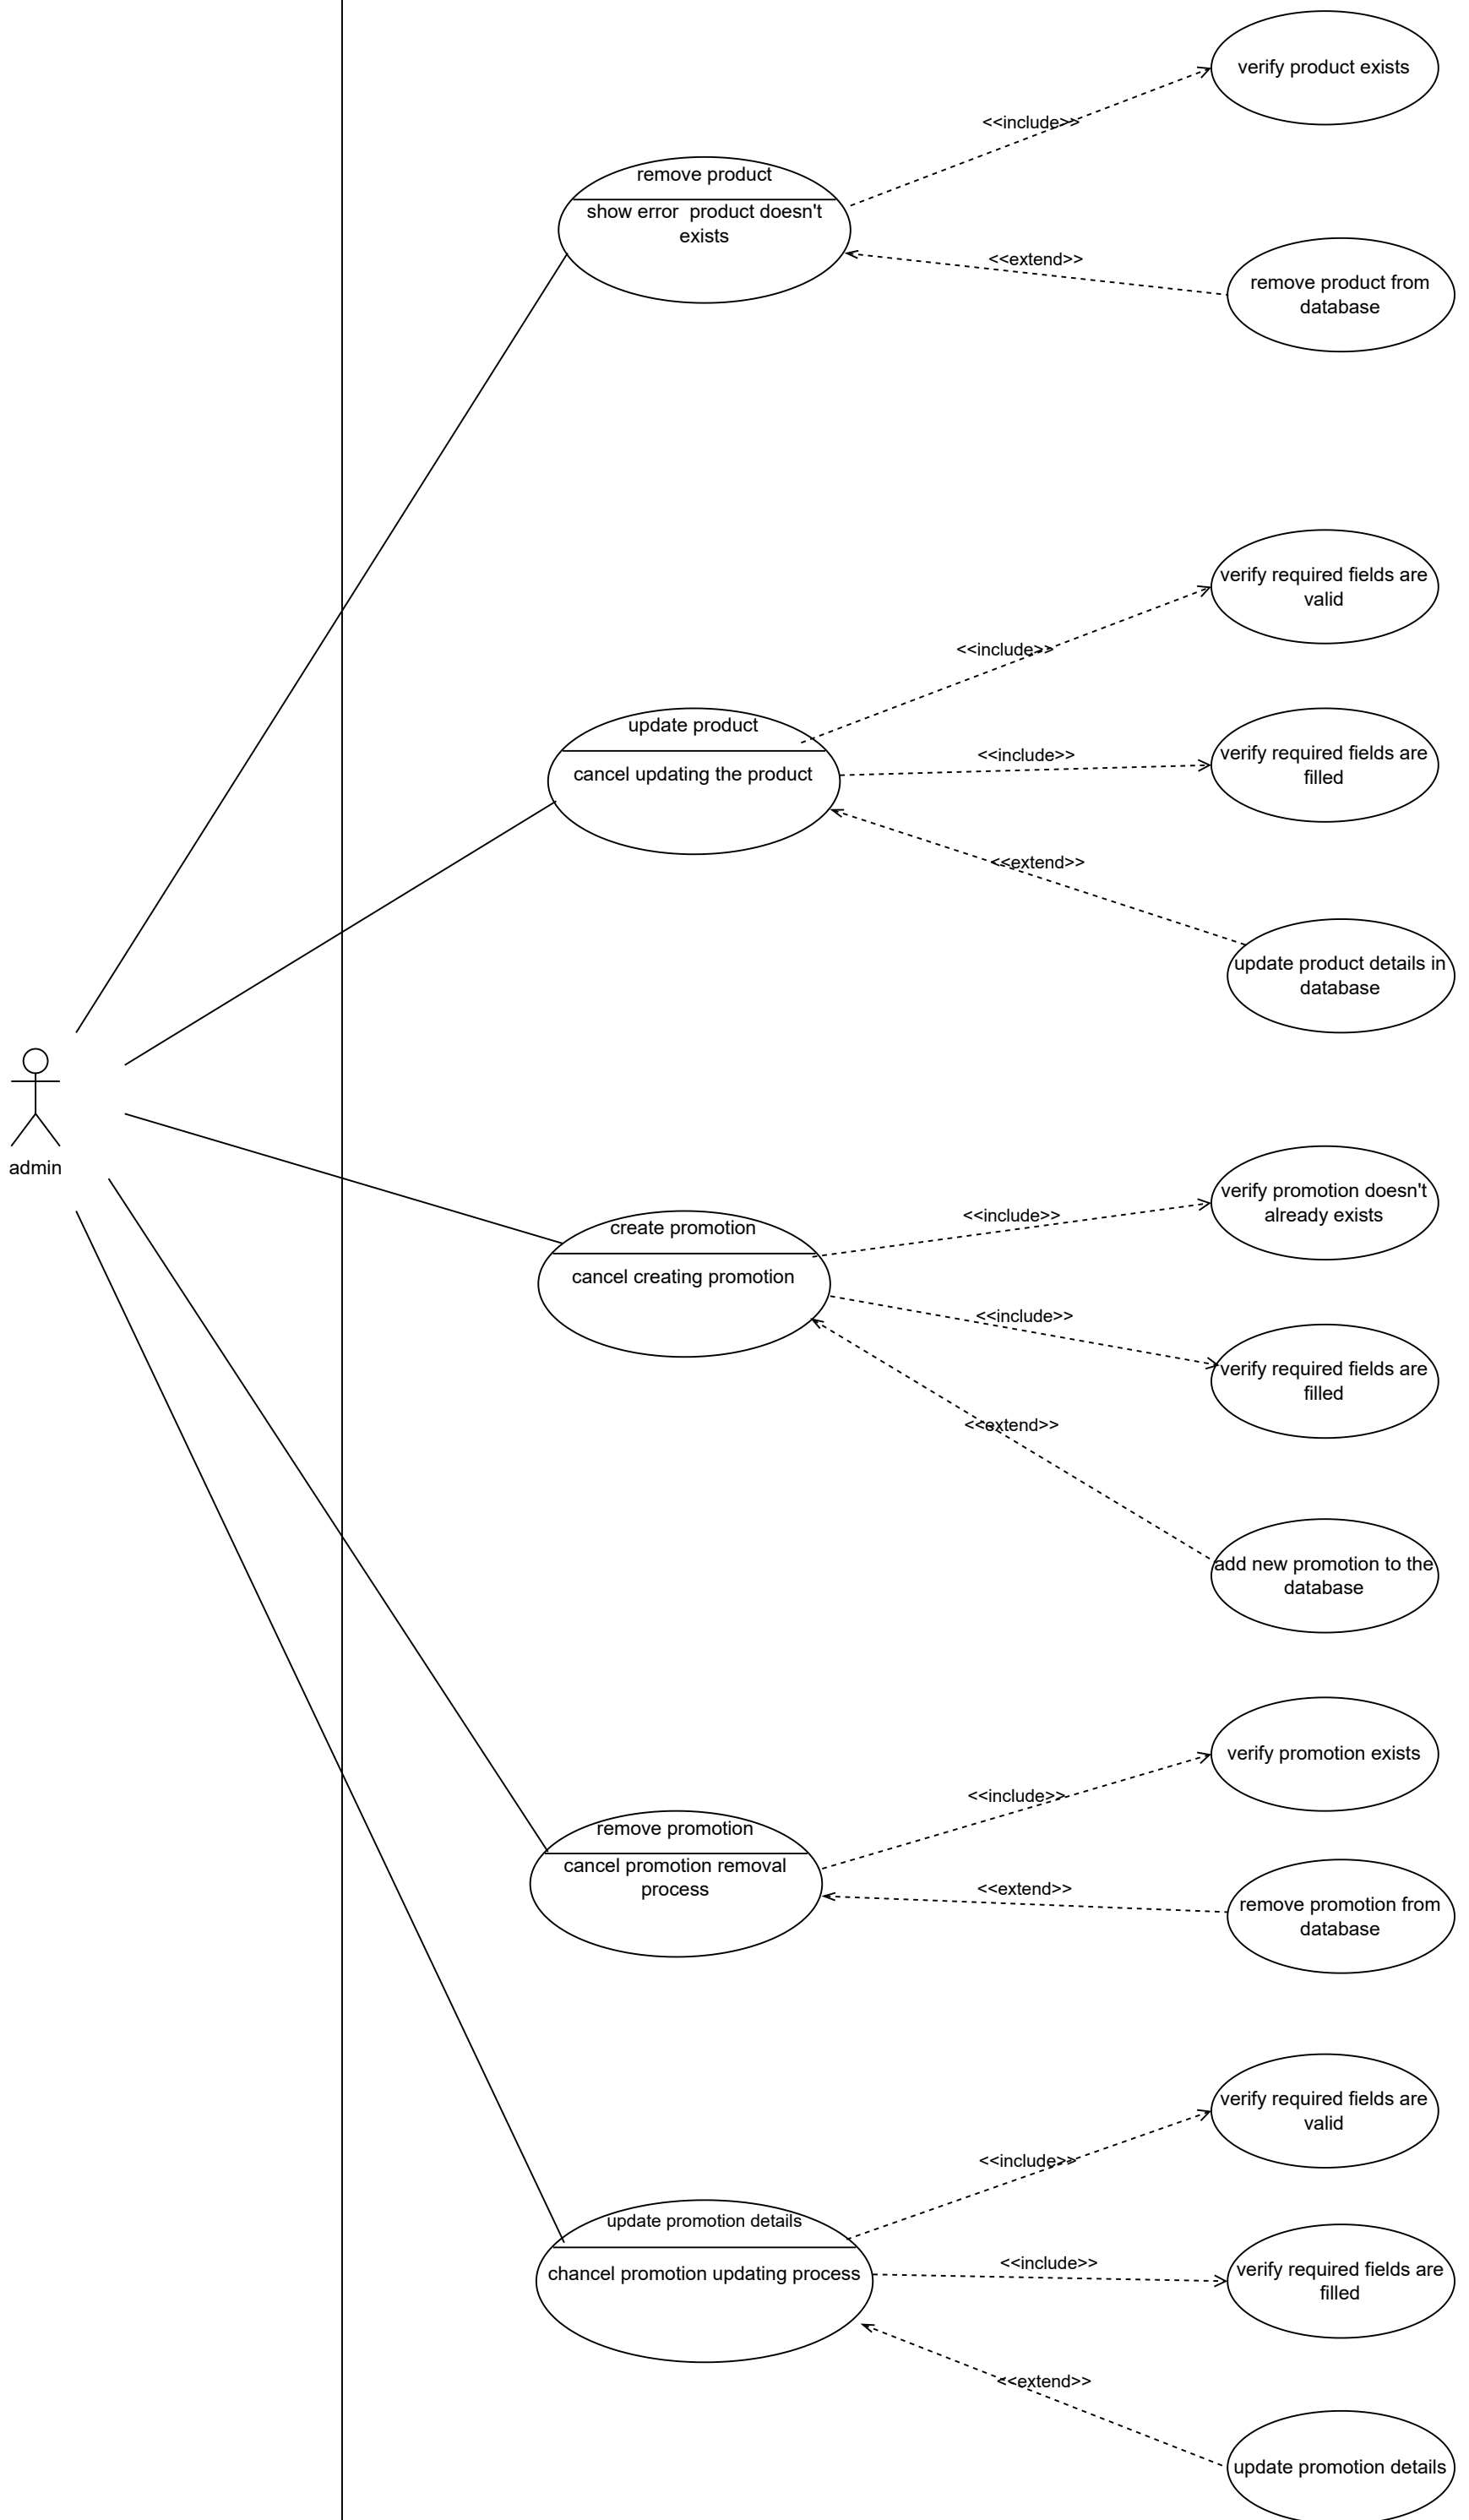 verify product exists
<<include>>
remove product
show error  product doesn't
exists
<<extend>>
remove product from
database
verify required fields are
valid
<<include>>
update product
cancel updating the product
<<include>>
verify required fields are
filled
<<extend>>
update product details in
database
admin
verify promotion doesn't
already exists
<<include>>
create promotion
cancel creating promotion
<<include>>
verify required fields are
filled
<<extend>>
add new promotion to the
database
verify promotion exists
<<include>>
remove promotion
cancel promotion removal
process
<<extend>>
remove promotion from
database
verify required fields are
valid
<<include>>
update promotion details
chancel promotion updating process
<<include>>
verify required fields are
filled
<<extend>>
update promotion details